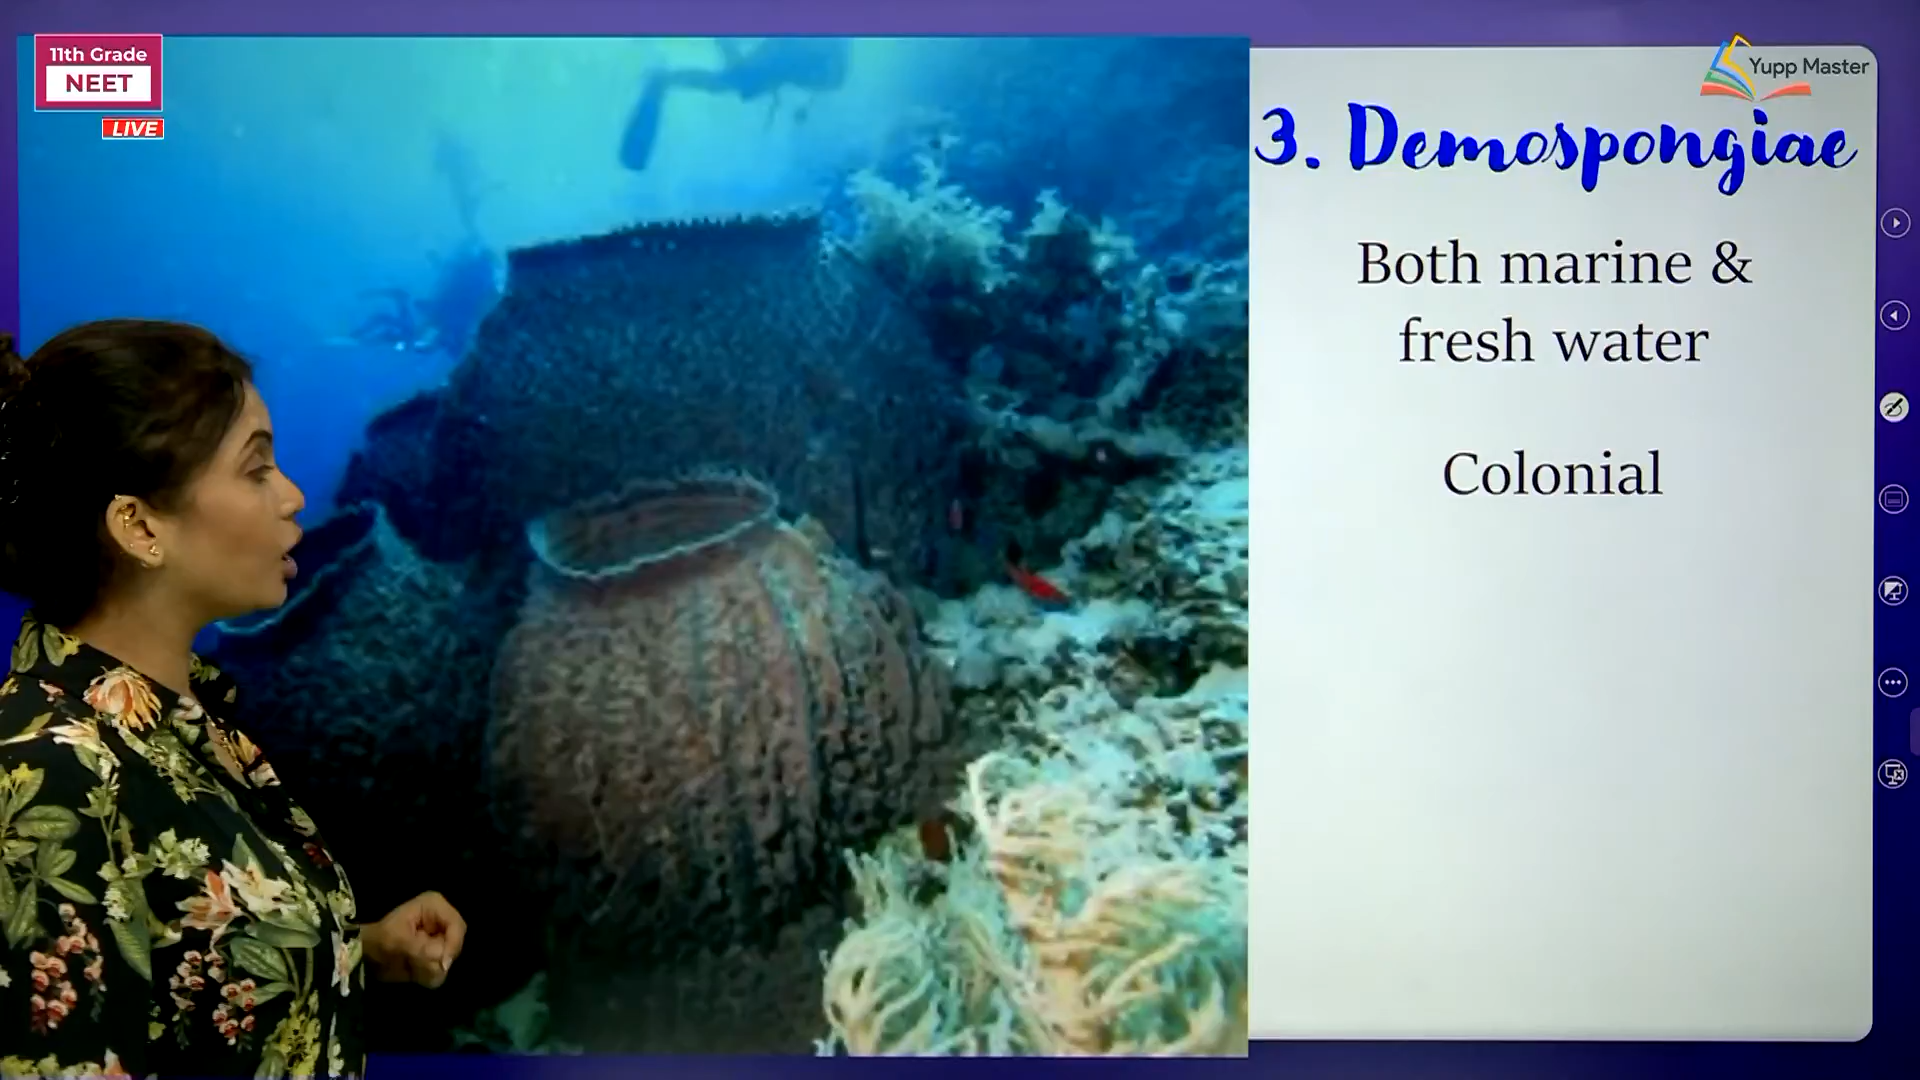 11th Grade
NEET
LIVE
Yupp Master
3. Demospongiae
Both marine &
fresh water
Colonial